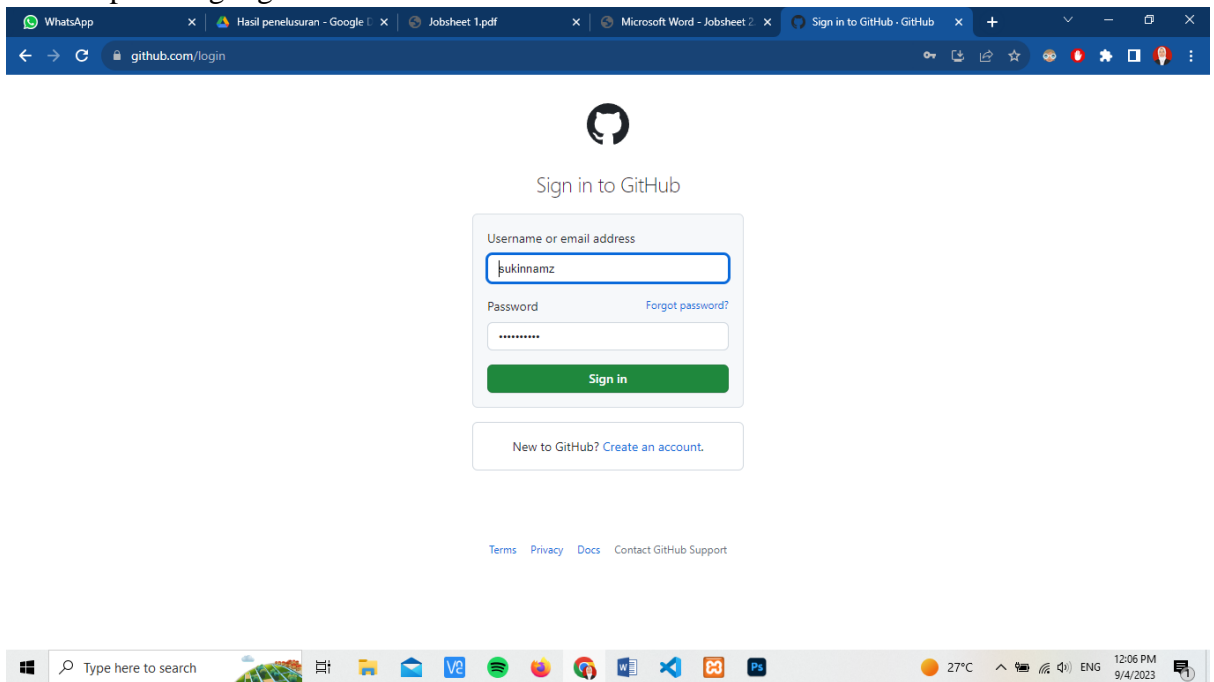 WhatsApp
Hasil penelusuran - Google D
Jobsheet 1.pdf
Microsoft Word - Jobsheet 2
Sign in to GitHub · GitHub
github.com/login
Sign in to GitHub
Username or email address
sukinnamz
Password Forgot password?
••••••••••
Sign in
New to GitHub? Create an account.
Terms Privacy Docs Contact GitHub Support
Type here to search
27°C ENG 12:06 PM
9/4/2023